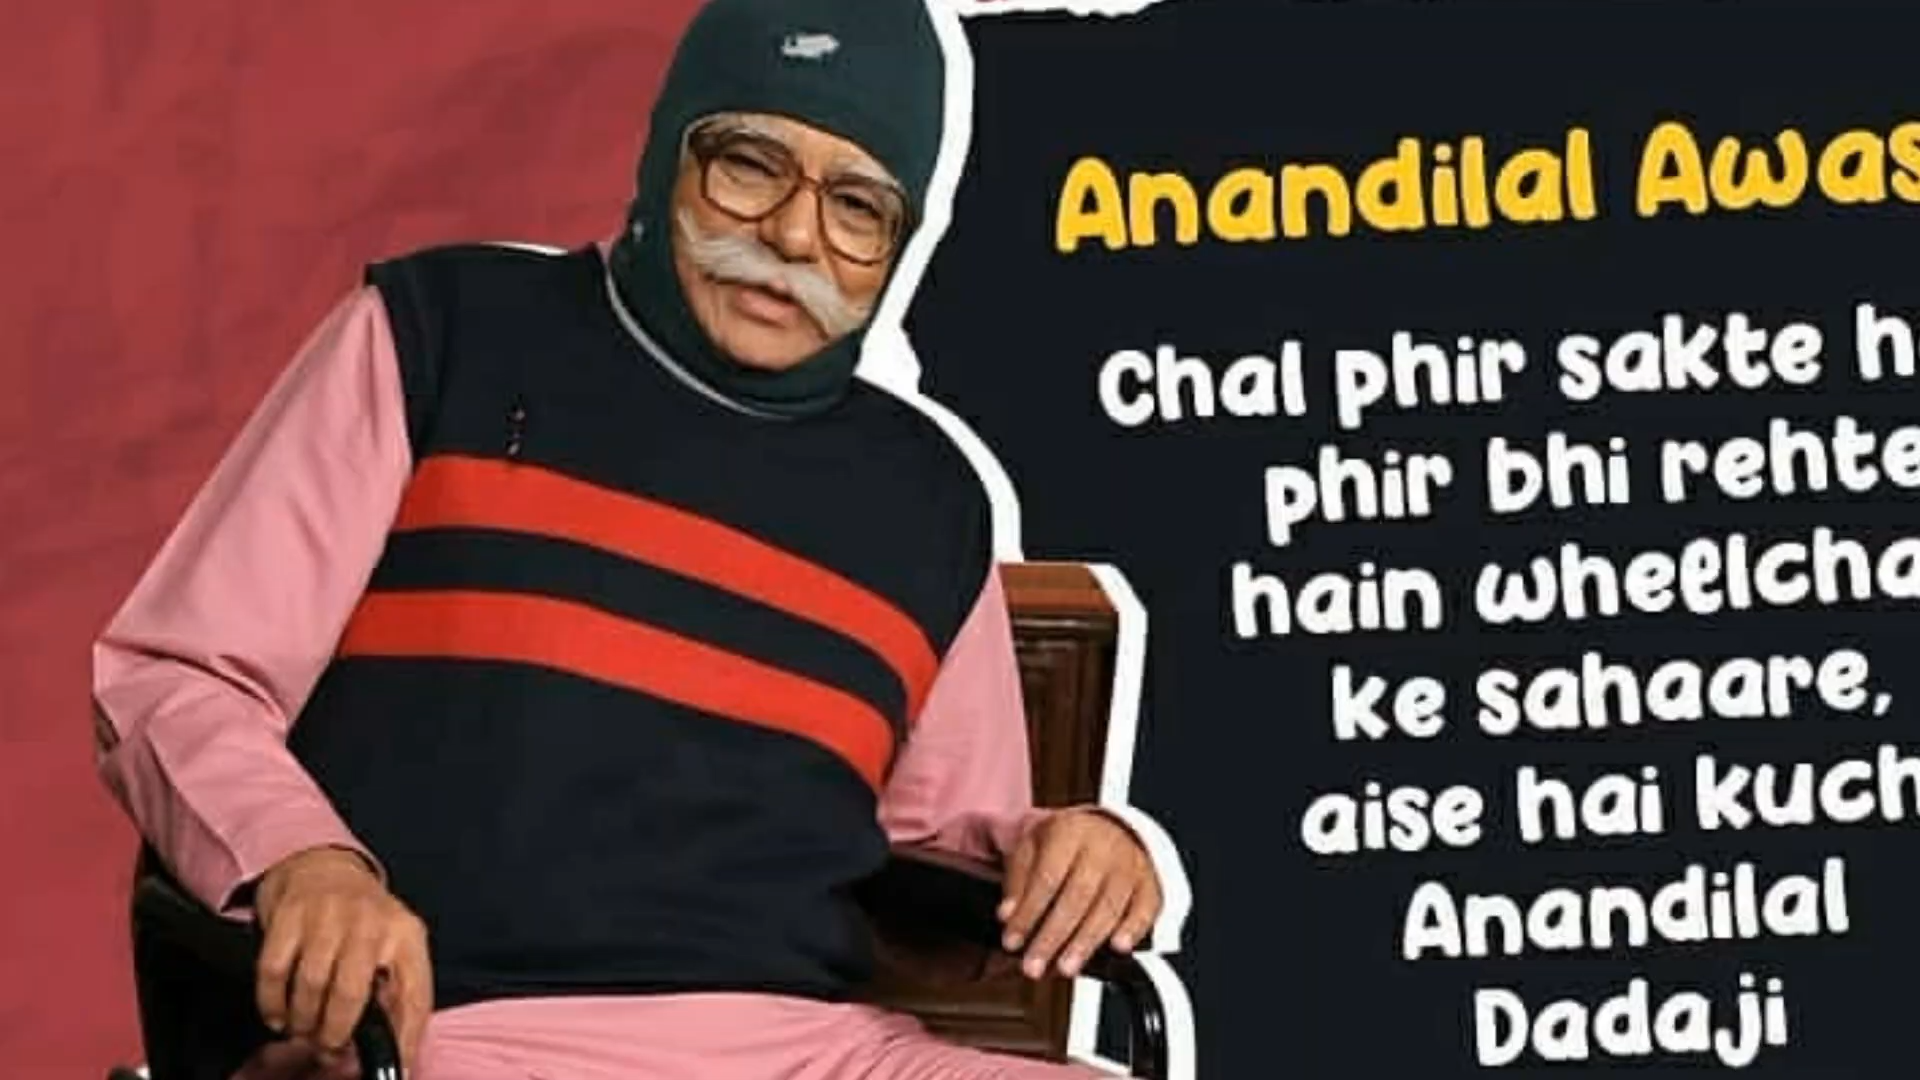 Anandilal Awas
Chal phir sakte h
phir bhi rehte
hain wheelcha
ke sahaare,
aise hai kuch
Anandilal
Dadaji